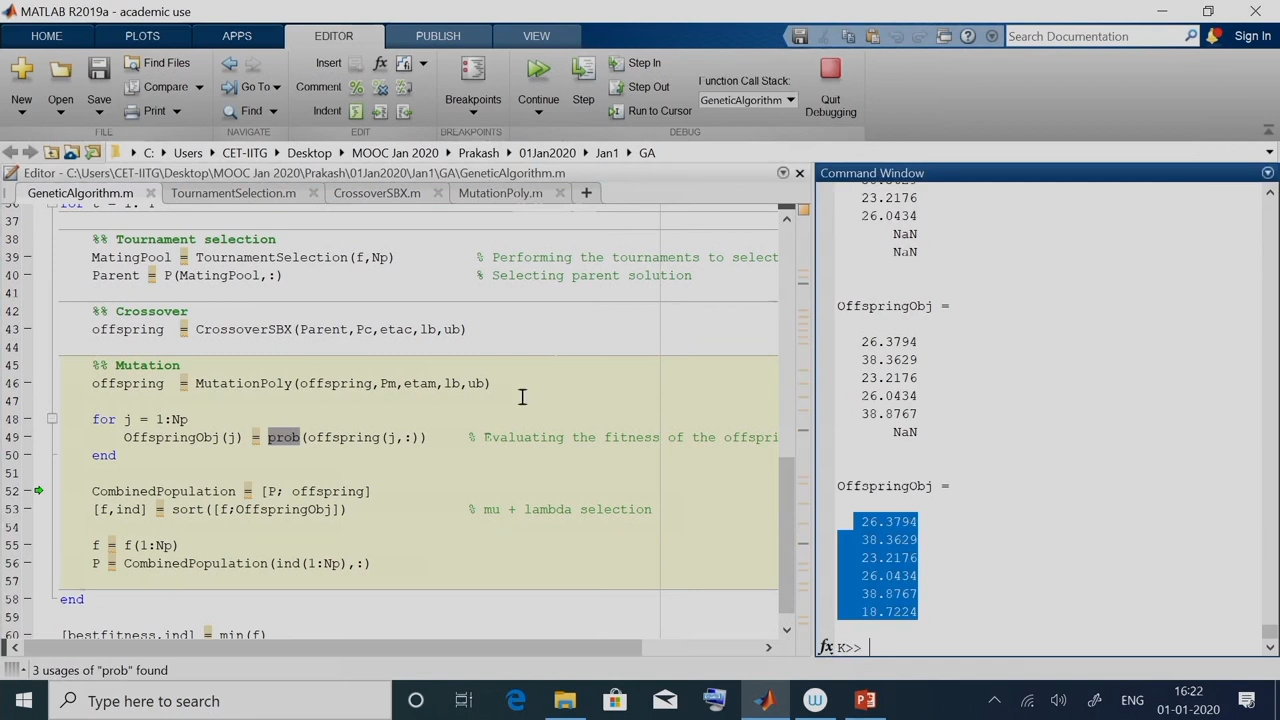 MATLAB R2019a - academic use
HOME PLOTS APPS EDITOR PUBLISH VIEW Search Documentation Sign In
New Open Save Find Files Compare Print Go To Find Insert Comment Indent Breakpoints Continue Step Step In Step Out Run to Cursor Function Call Stack: GeneticAlgorithm Quit Debugging
FILE NAVIGATE EDIT BREAKPOINTS DEBUG
C: Users CET-IITG Desktop MOOC Jan 2020 Prakash 01Jan2020 Jan1 GA
Editor - C:\Users\CET-IITG\Desktop\MOOC Jan 2020\Prakash\01Jan2020\Jan1\GA\GeneticAlgorithm.m
GeneticAlgorithm.m TournamentSelection.m CrossoverSBX.m MutationPoly.m
37
38 %% Tournament selection
39 MatingPool = TournamentSelection(f,Np) % Performing the tournaments to select
40 Parent = P(MatingPool,:) % Selecting parent solution
41
42 %% Crossover
43 offspring = CrossoverSBX(Parent,Pc,etac,lb,ub)
44
45 %% Mutation
46 offspring = MutationPoly(offspring,Pm,etam,lb,ub)
47
48 for j = 1:Np
49 OffspringObj(j) = prob(offspring(j,:)) % Evaluating the fitness of the offspri
50 end
51
52 CombinedPopulation = [P; offspring]
53 [f,ind] = sort([f;OffspringObj]) % mu + lambda selection
54
55 f = f(1:Np)
56 P = CombinedPopulation(ind(1:Np),:)
57
58 end
59
60 [bestfitness,ind] = min(f)
3 usages of "prob" found
Command Window
23.2176
26.0434
NaN
NaN
OffspringObj =
26.3794
38.3629
23.2176
26.0434
38.8767
NaN
OffspringObj =
26.3794
38.3629
23.2176
26.0434
38.8767
18.7224
fx K>>
Type here to search
ENG 16:22
01-01-2020